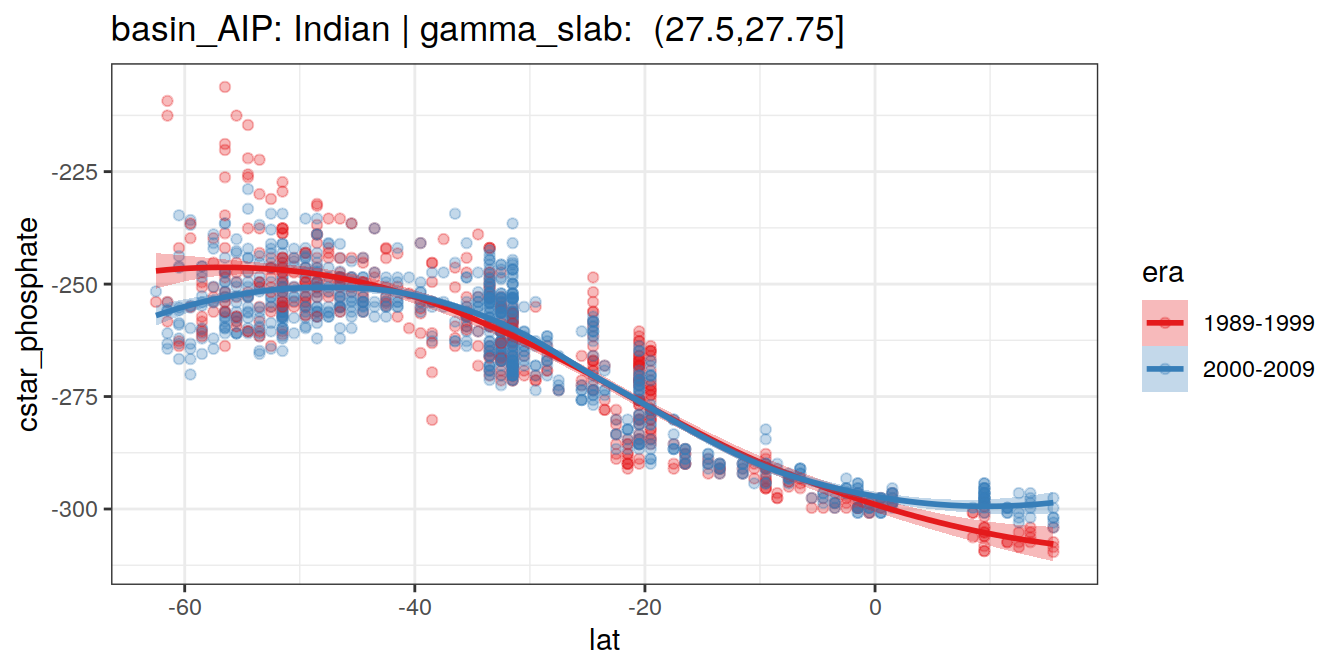 basin_AIP: Indian | gamma_slab:  (27.5,27.75]
cstar_phosphate
-225
-250
-275
-300
-60
-40
-20
0
lat
era
1989-1999
2000-2009